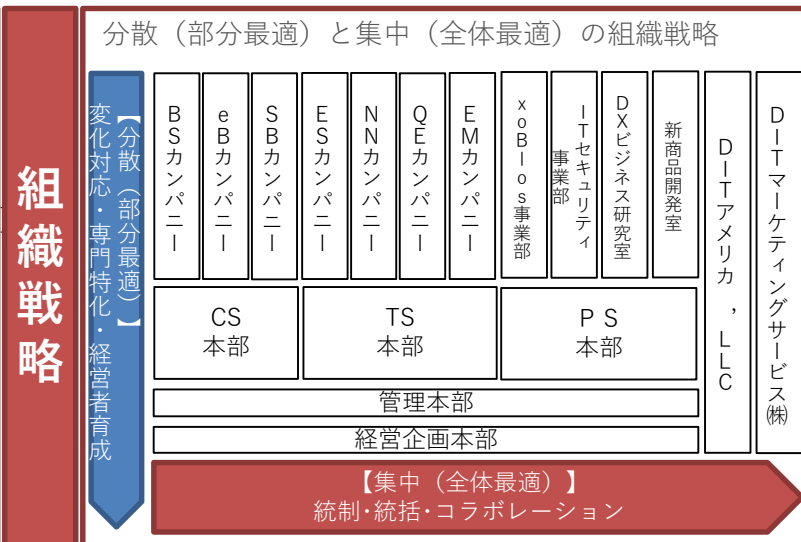 組織戦略
分散（部分最適）と集中（全体最適）の組織戦略
【分散（部分最適）】
変化対応・専門特化・経営者育成
BSカンパニー
eBカンパニー
SBカンパニー
ESカンパニー
NNカンパニー
QEカンパニー
EMカンパニー
xoBlos事業部
ITセキュリティ
事業部
DXビジネス研究室
新商品開発室
DITアメリカ，LLC
DITマーケティングサービス㈱
CS
本部
TS
本部
ＰＳ
本部
管理本部
経営企画本部
【集中（全体最適）】
統制・統括・コラボレーション